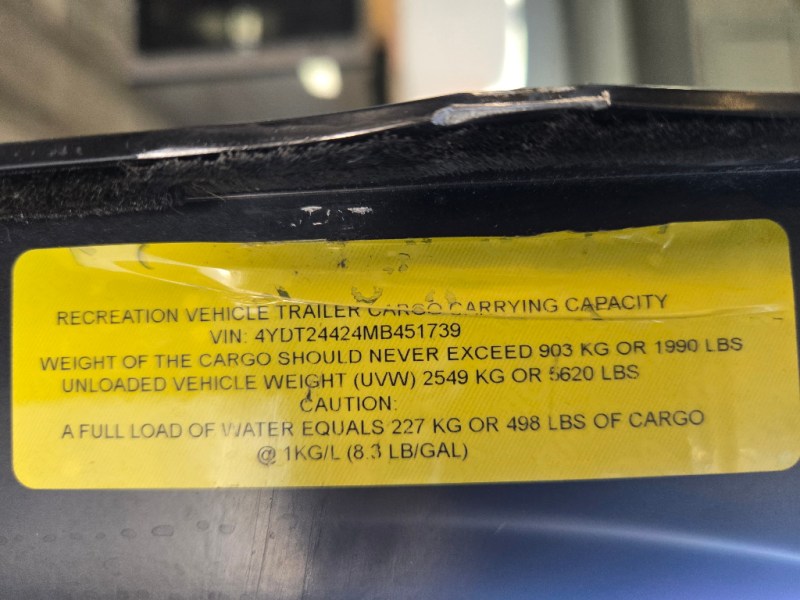 RECREATION VEHICLE TRAILER CARGO CARRYING CAPACITY
VIN: 4YDT24424MB451739
WEIGHT OF THE CARGO SHOULD NEVER EXCEED 903 KG OR 1990 LBS
UNLOADED VEHICLE WEIGHT (UVW) 2549 KG OR 5620 LBS
CAUTION:
A FULL LOAD OF WATER EQUALS 227 KG OR 498 LBS OF CARGO
@ 1KG/L (8.3 LB/GAL)